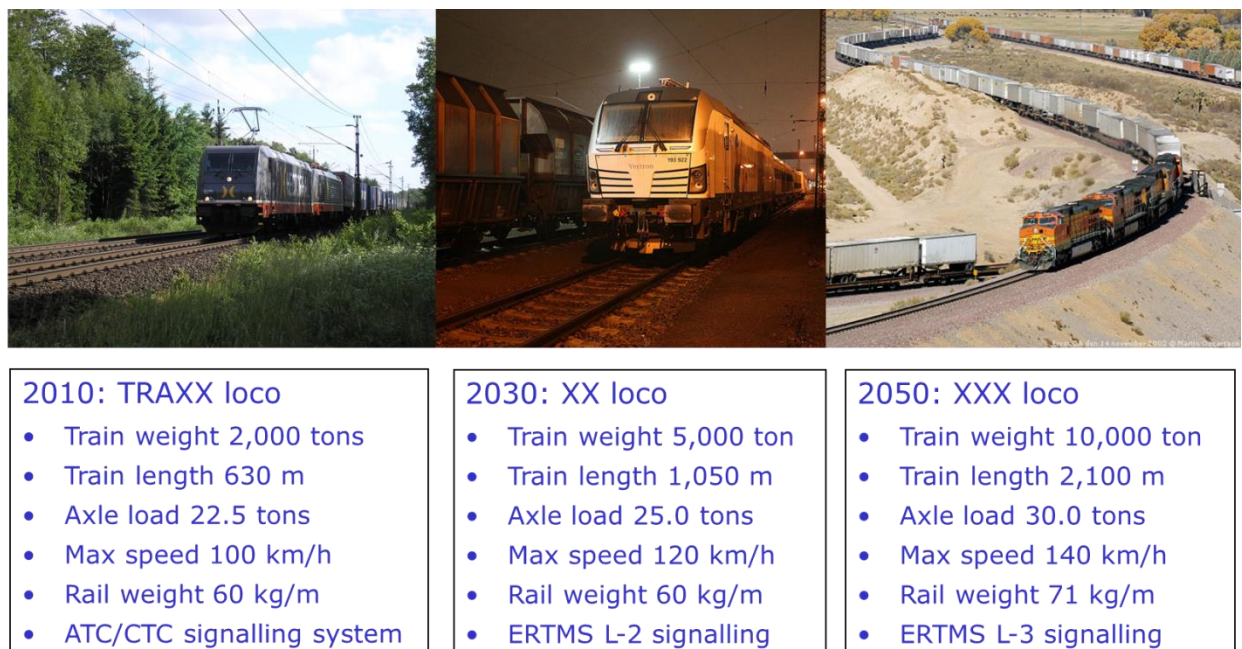 Vectron
193 922
2010: TRAXX loco
• Train weight 2,000 tons
• Train length 630 m
• Axle load 22.5 tons
• Max speed 100 km/h
• Rail weight 60 kg/m
• ATC/CTC signalling system
2030: XX loco
• Train weight 5,000 ton
• Train length 1,050 m
• Axle load 25.0 tons
• Max speed 120 km/h
• Rail weight 60 kg/m
• ERTMS L-2 signalling
2050: XXX loco
• Train weight 10,000 ton
• Train length 2,100 m
• Axle load 30.0 tons
• Max speed 140 km/h
• Rail weight 71 kg/m
• ERTMS L-3 signalling